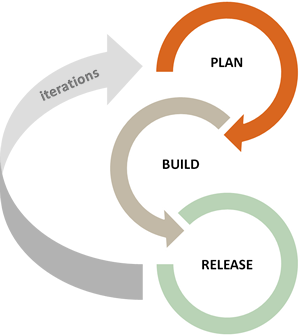 PLAN
iterations
BUILD
RELEASE